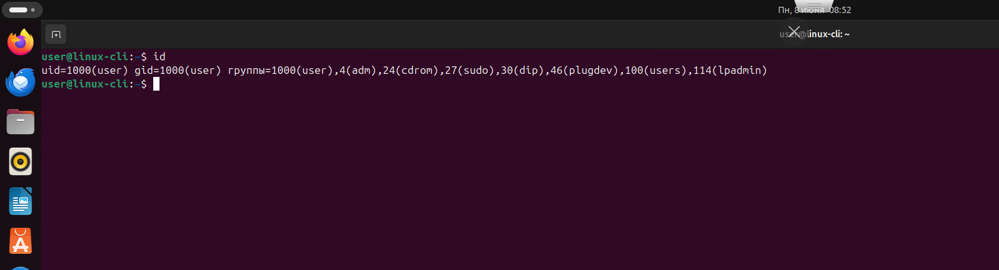 Пн, 8 июня 08:52
user@linux-cli: ~
user@linux-cli:~$ id
uid=1000(user) gid=1000(user) группы=1000(user),4(adm),24(cdrom),27(sudo),30(dip),46(plugdev),100(users),114(lpadmin)
user@linux-cli:~$